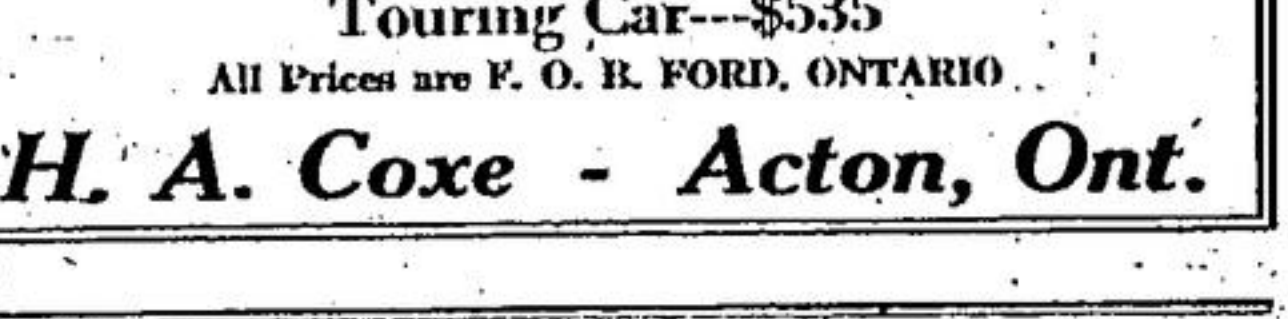 Touring Car---$535
All Prices are F. O. B. FORD, ONTARIO
H. A. Coxe - Acton, Ont.